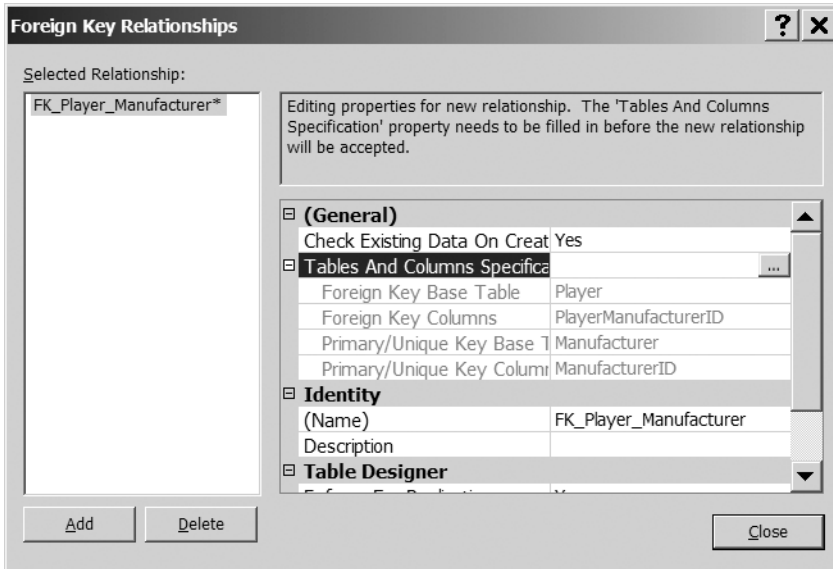 Foreign Key Relationships
Selected Relationship:
FK_Player_Manufacturer*
Editing properties for new relationship. The 'Tables And Columns
Specification' property needs to be filled in before the new relationship
will be accepted.
(General)
Check Existing Data On Creat Yes
Tables And Columns Specifica ...
Foreign Key Base Table Player
Foreign Key Columns PlayerManufacturerID
Primary/Unique Key Base T Manufacturer
Primary/Unique Key Column ManufacturerID
Identity
(Name) FK_Player_Manufacturer
Description
Table Designer
Add Delete
Close